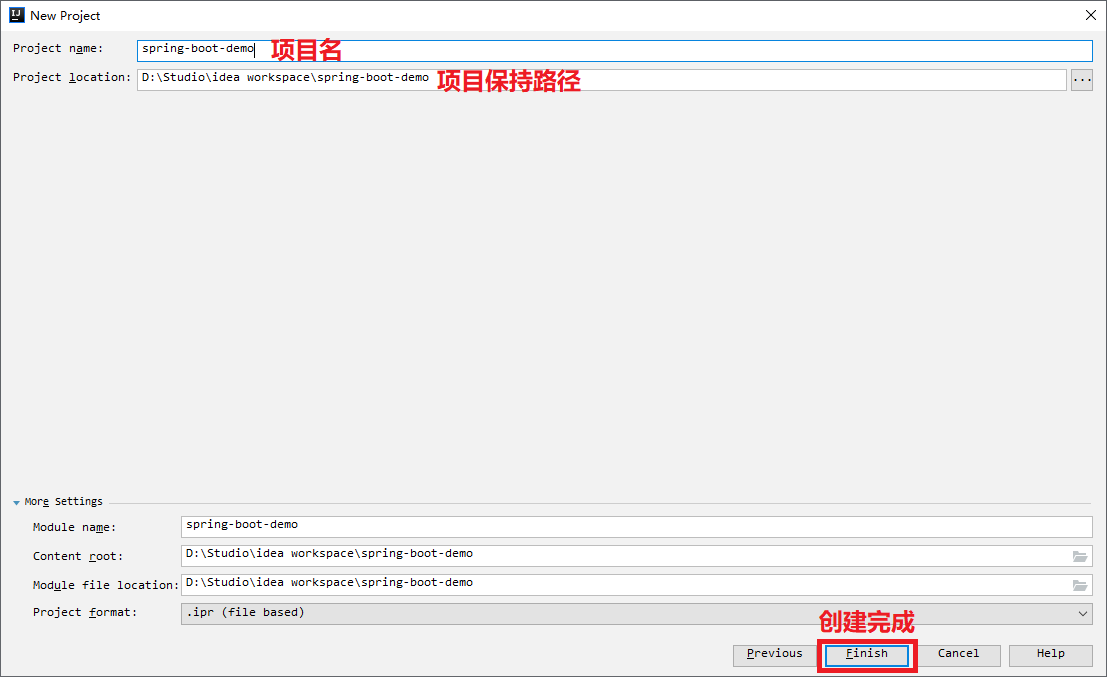 New Project
Project name: spring-boot-demo 项目名
Project location: D:\Studio\idea workspace\spring-boot-demo 项目保持路径 ...
More Settings
Module name: spring-boot-demo
Content root: D:\Studio\idea workspace\spring-boot-demo
Module file location: D:\Studio\idea workspace\spring-boot-demo
Project format: .ipr (file based)
创建完成
Previous Finish Cancel Help